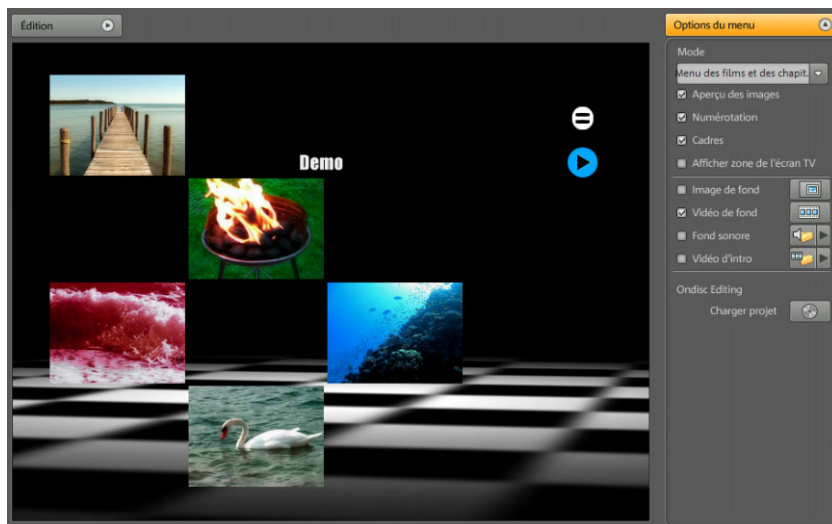 Édition
Options du menu
Mode
Menu des films et des chapit.
Aperçu des images
Numérotation
Cadres
Afficher zone de l'écran TV
Image de fond
Vidéo de fond
Fond sonore
Vidéo d'intro
Ondisc Editing
Charger projet
Demo